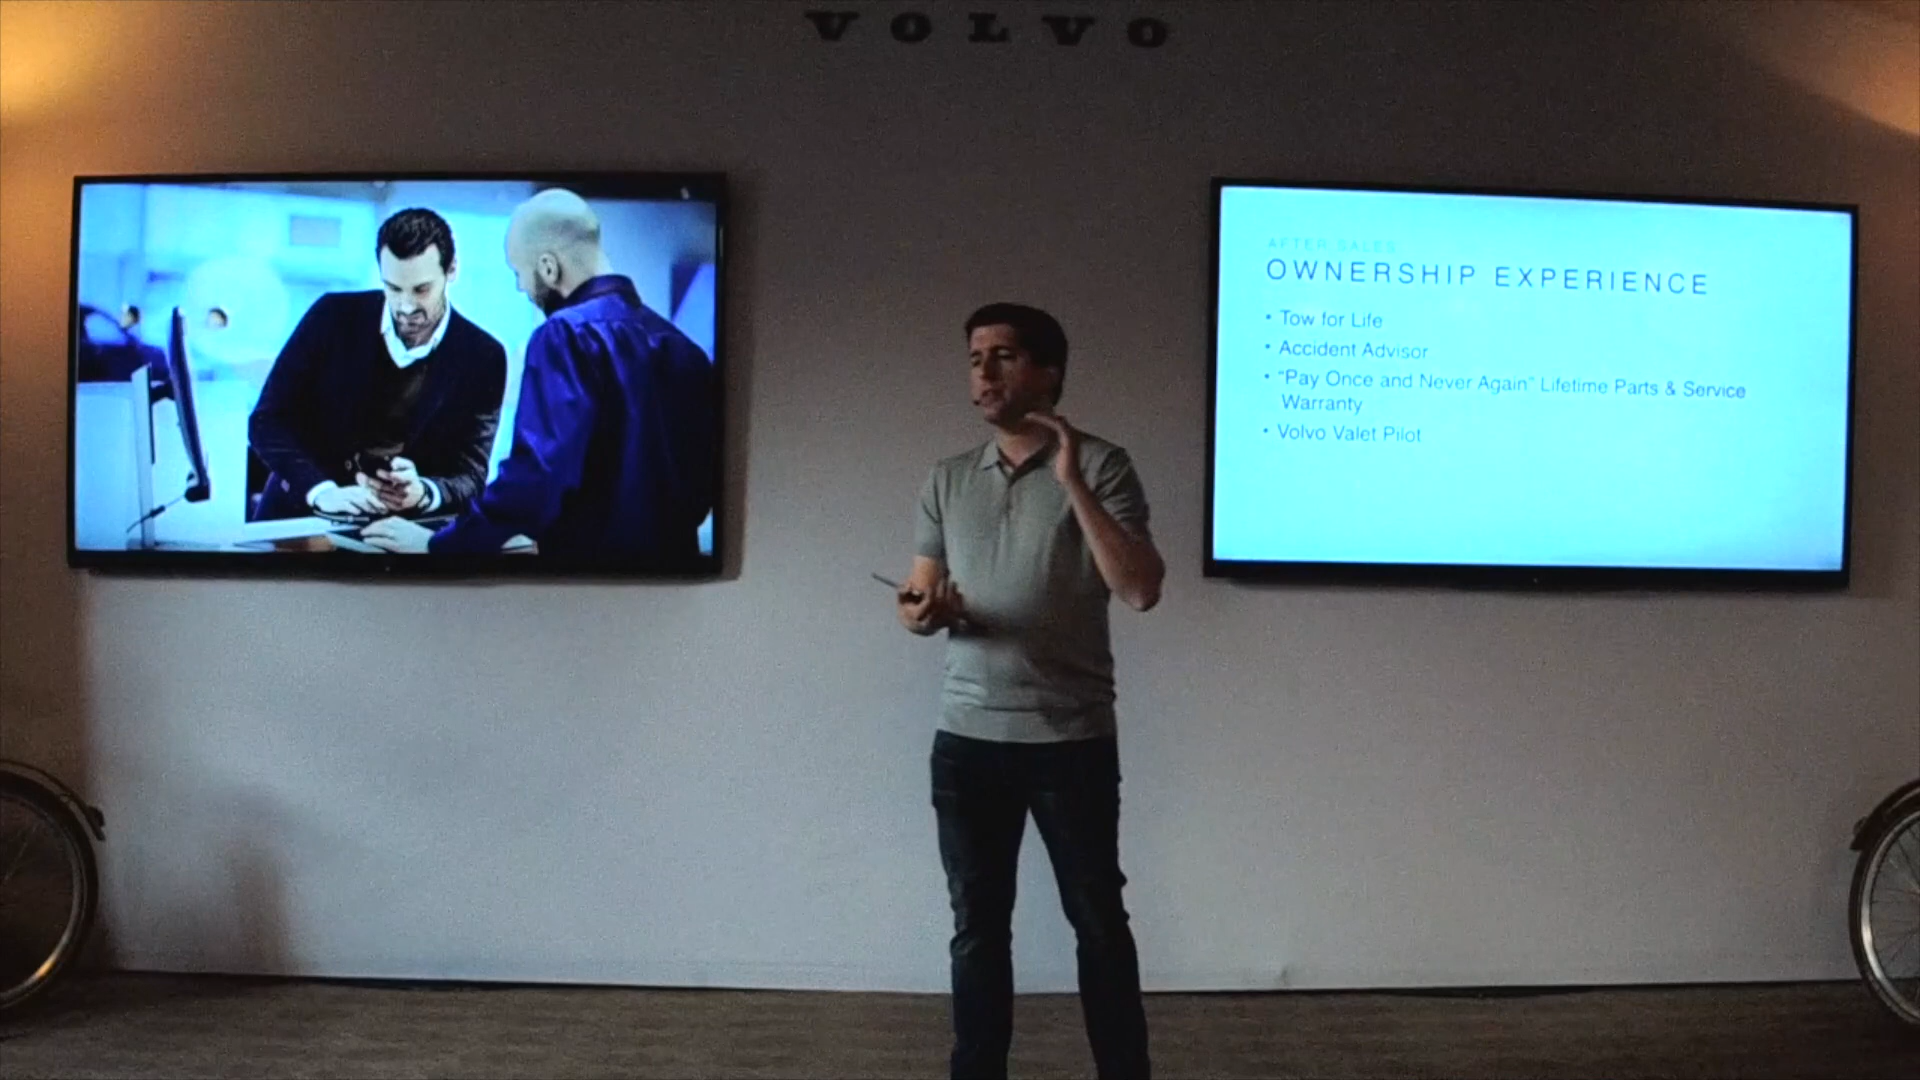 VOLVO
AFTER SALES
OWNERSHIP EXPERIENCE
• Tow for Life
• Accident Advisor
• “Pay Once and Never Again” Lifetime Parts & Service
Warranty
• Volvo Valet Pilot